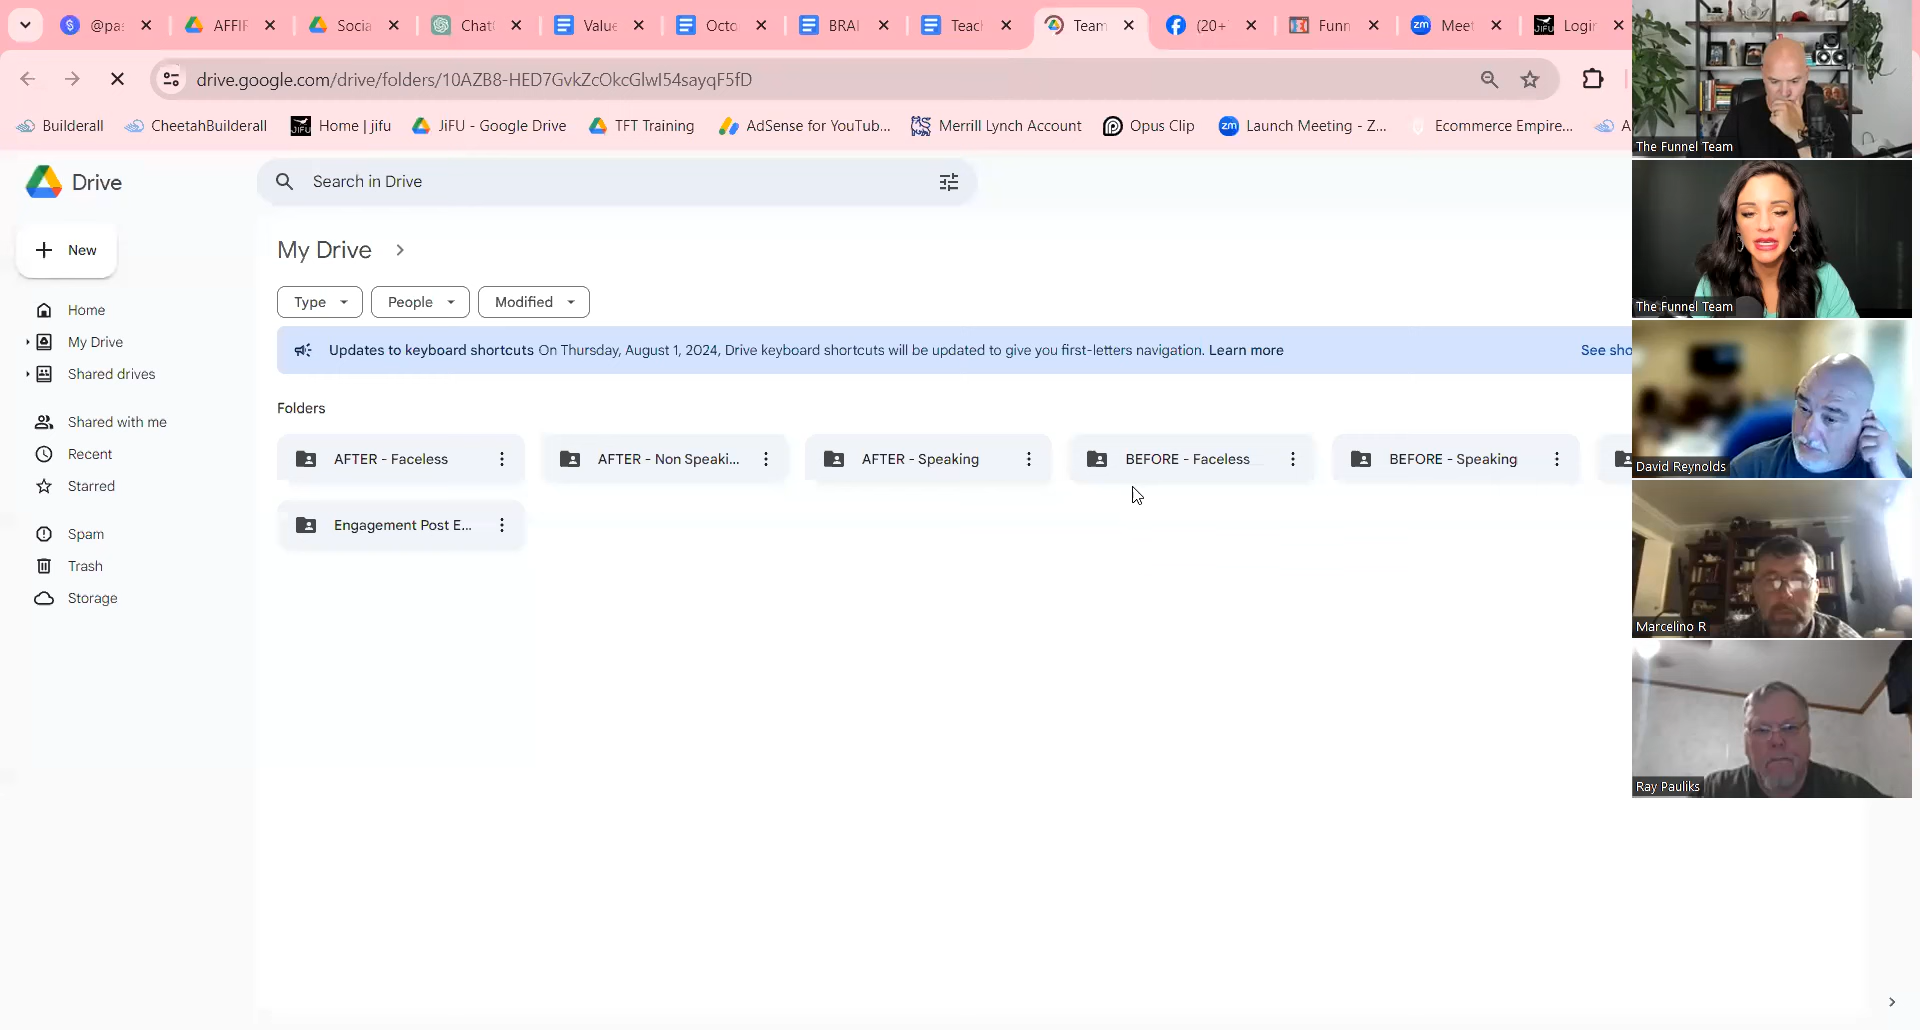 @pa
AFFIF
Socia
Chat
Value
Octo
BRAI
Teac
Team
(20+
Funn
zm
Meet
JIFU
Login
drive.google.com/drive/folders/10AZB8-HED7GvkZcOkcGlwI54sayqF5fD
Builderall
CheetahBuilderall
JIFU
Home | jifu
JiFU - Google Drive
TFT Training
AdSense for YouTub...
Merrill Lynch Account
Opus Clip
zm
Launch Meeting - Z...
Ecommerce Empire...
A
Drive
Search in Drive
New
My Drive
Type
People
Modified
Home
My Drive
Shared drives
Shared with me
Recent
Starred
Spam
Trash
Storage
Updates to keyboard shortcuts On Thursday, August 1, 2024, Drive keyboard shortcuts will be updated to give you first-letters navigation. Learn more
See sho
Folders
AFTER - Faceless
AFTER - Non Speaki...
AFTER - Speaking
BEFORE - Faceless
BEFORE - Speaking
Engagement Post E...
The Funnel Team
The Funnel Team
David Reynolds
Marcelino R
Ray Pauliks